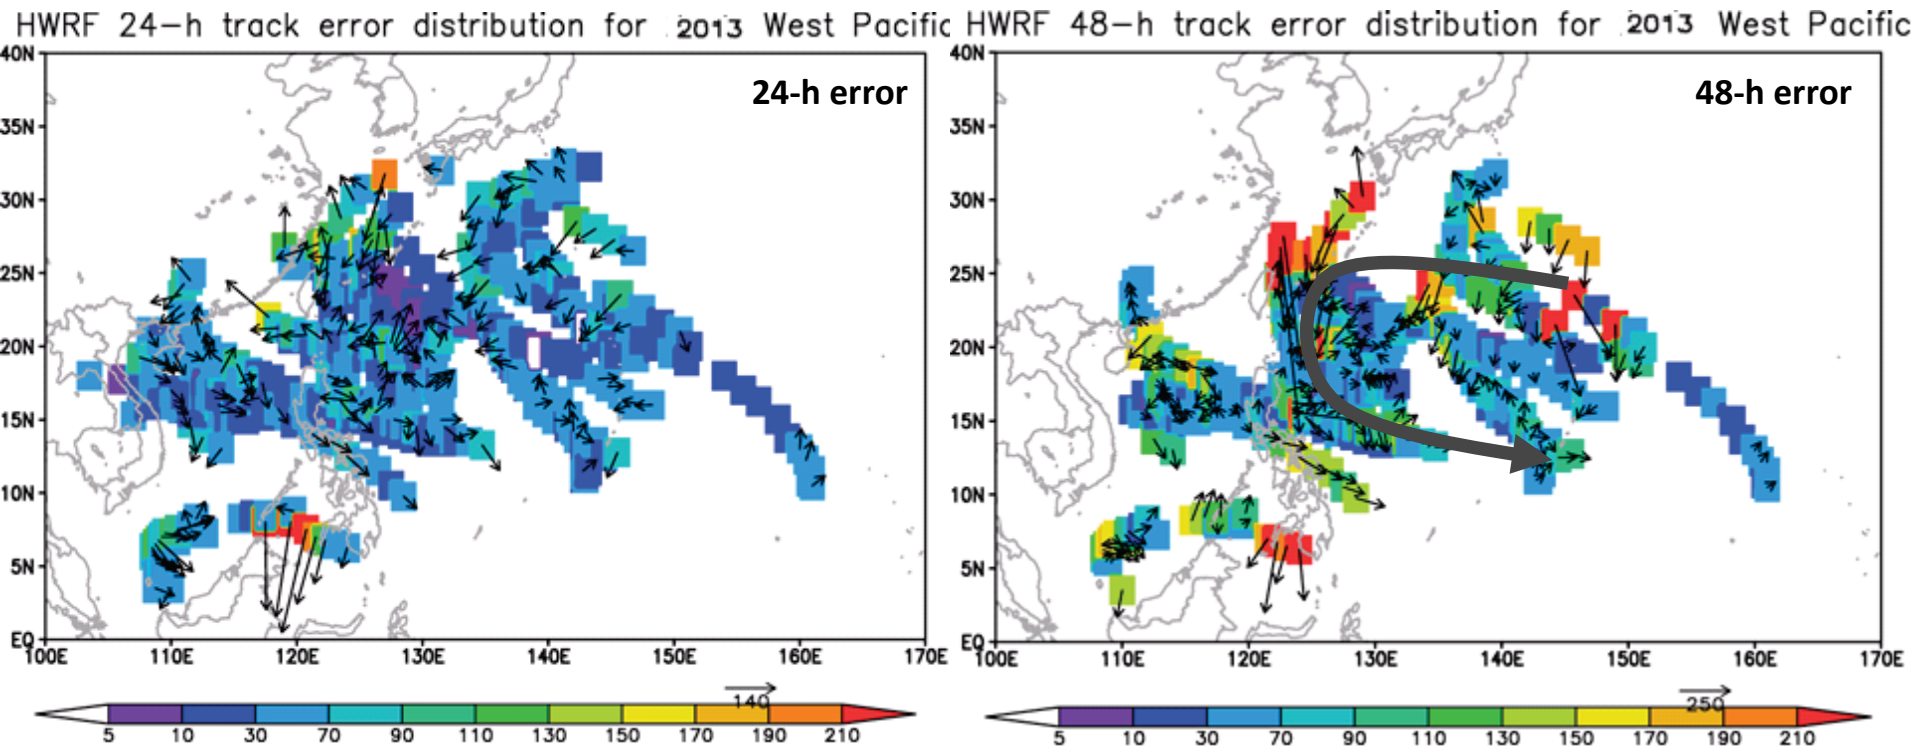 HWRF 24-h track error distribution for 2013 West Pacific
24-h error
40N
35N
30N
25N
20N
15N
10N
5N
EQ
100E 110E 120E 130E 140E 150E 160E 170E
140
5 10 30 70 90 110 130 150 170 190 210
HWRF 48-h track error distribution for 2013 West Pacific
48-h error
40N
35N
30N
25N
20N
15N
10N
5N
EQ
100E 110E 120E 130E 140E 150E 160E 170E
250
5 10 30 70 90 110 130 150 170 190 210